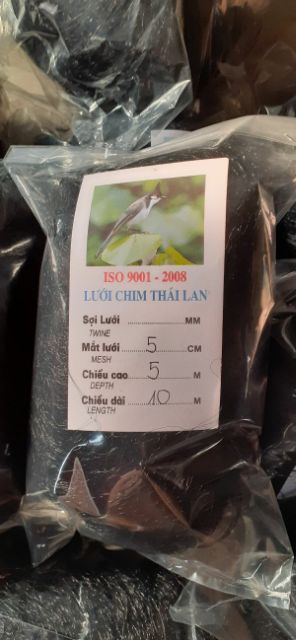 ISO 9001 - 2008
LƯỚI CHIM THÁI LAN
Sợi Lưới ........... MM
TWINE
Mắt lưới ..... 5 ..... CM
MESH
Chiều cao ..... 5 ..... M
DEPTH
Chiều dài ..... 10 ..... M
LENGTH